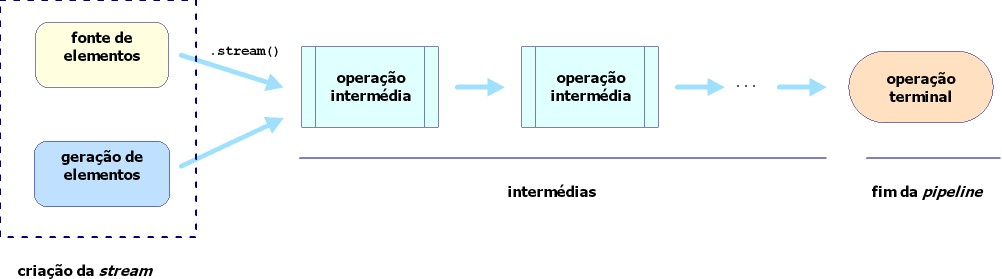 fonte de
elementos
.stream()
operação
intermédia
operação
intermédia
...
operação
terminal
geração de
elementos
intermédias
fim da pipeline
criação da stream